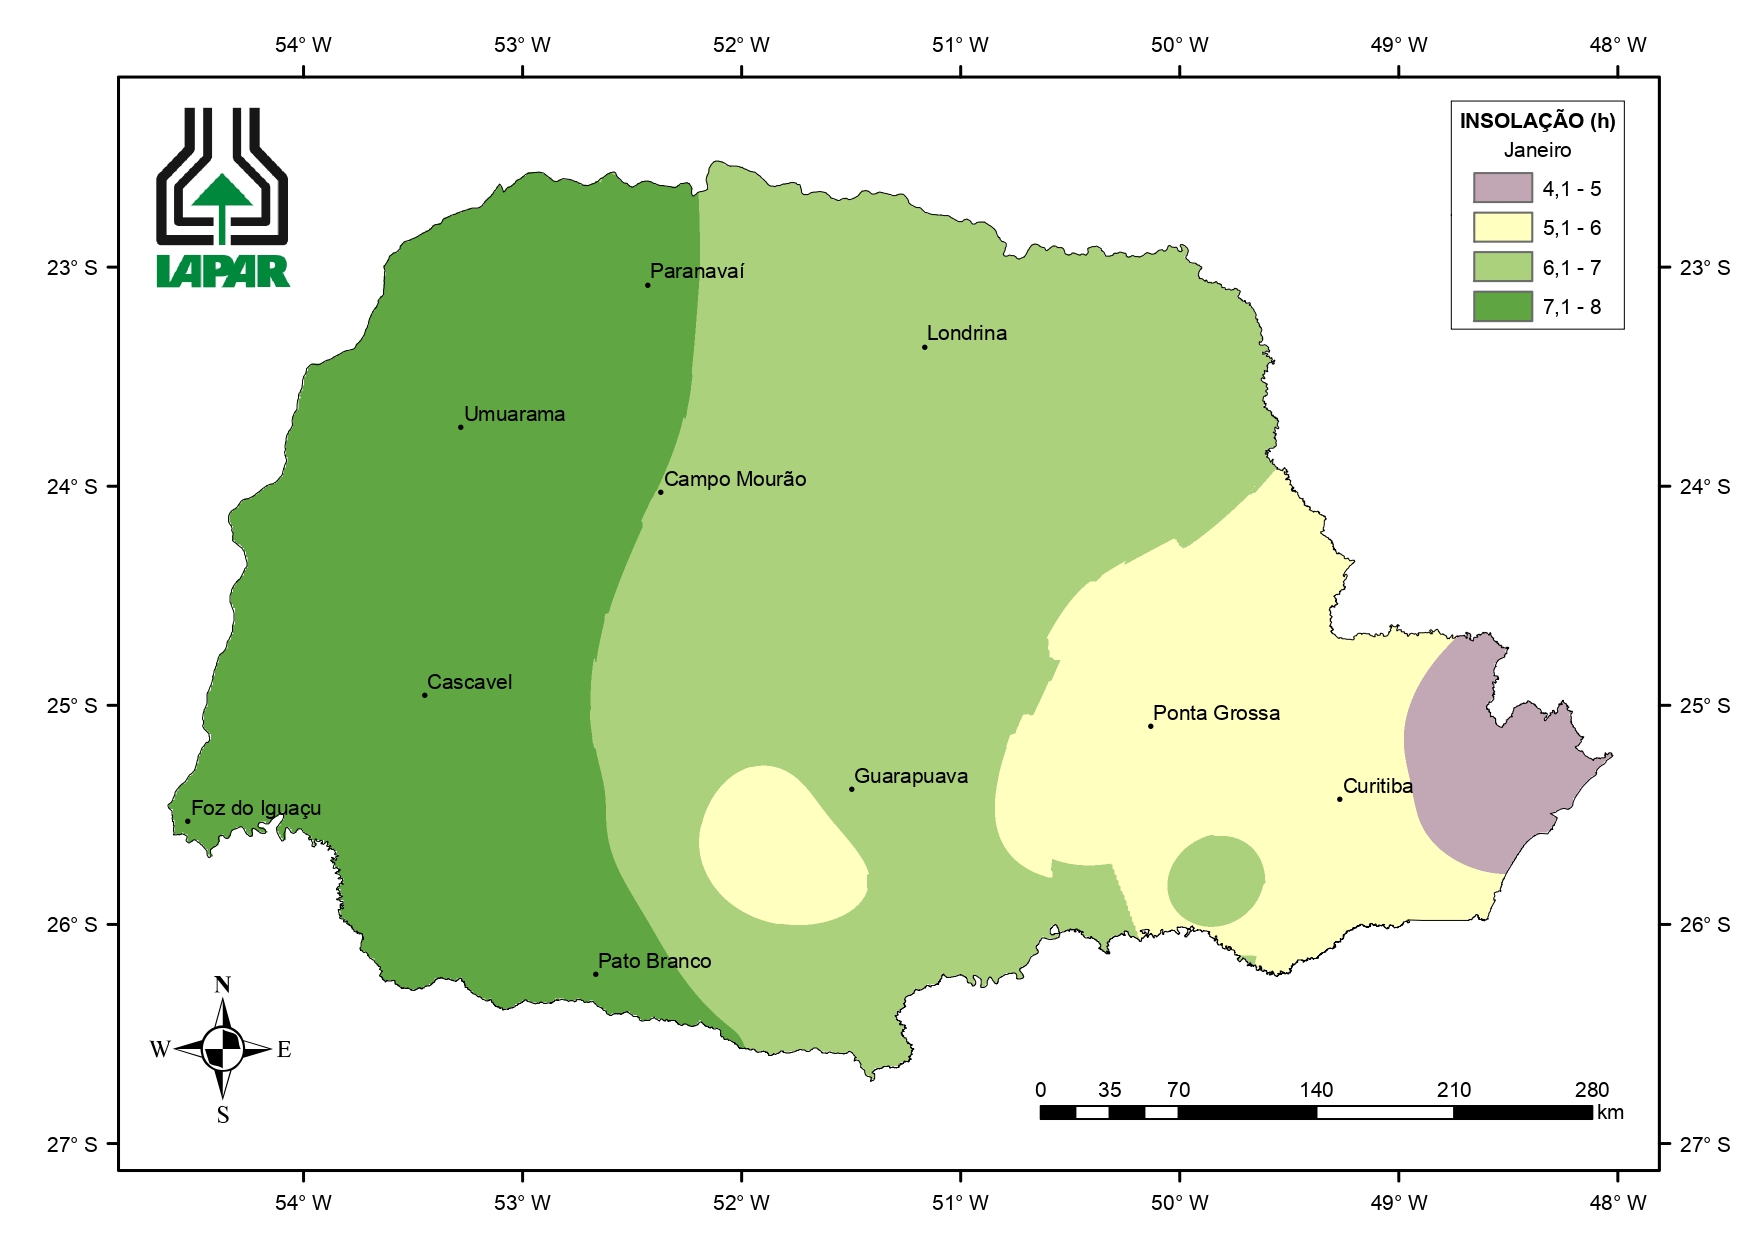 54° W 53° W 52° W 51° W 50° W 49° W 48° W
IAPAR
INSOLAÇÃO (h)
Janeiro
4,1 - 5
5,1 - 6
6,1 - 7
7,1 - 8
23° S 23° S
Paranavaí
Londrina
Umuarama
Campo Mourão
24° S 24° S
Cascavel
25° S 25° S
Ponta Grossa
Guarapuava
Curitiba
Foz do Iguaçu
26° S 26° S
Pato Branco
N
W E
S
0 35 70 140 210 280
km
27° S 27° S
54° W 53° W 52° W 51° W 50° W 49° W 48° W